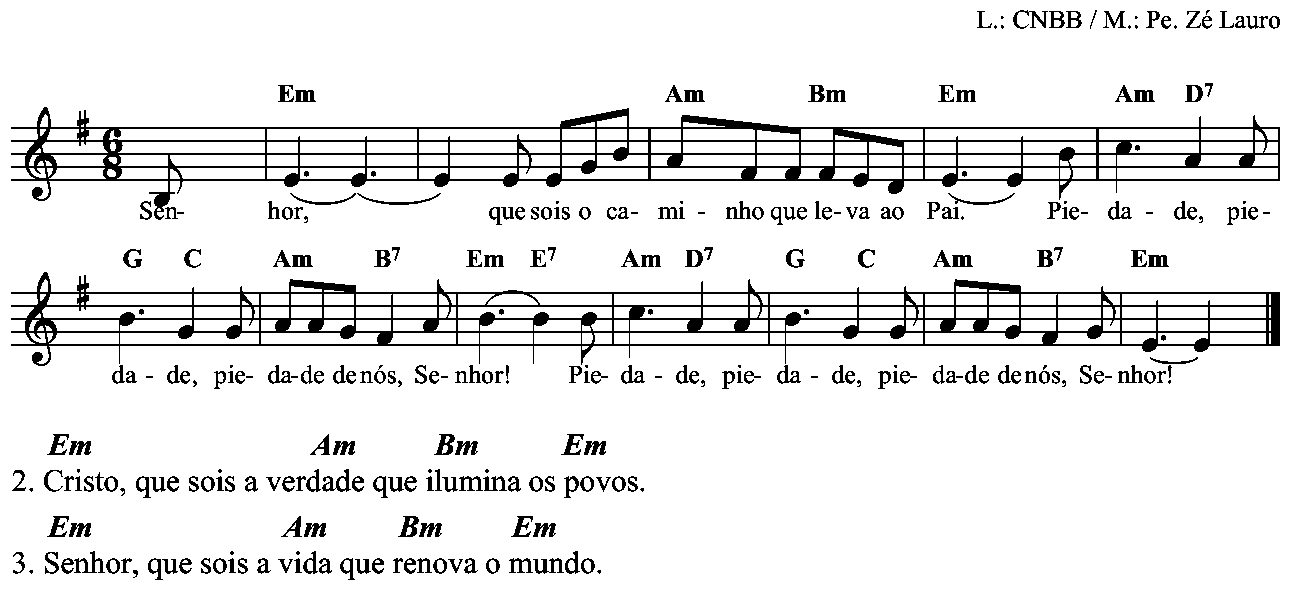 L.: CNBB / M.: Pe. Zé Lauro
Em Am Bm Em Am D7
6
8
Sen- hor, que sois o ca- mi - nho que le - va ao Pai. Pie- da - de, pie-
G C Am B7 Em E7 Am D7 G C Am B7 Em
da - de, pie- da-de de nós, Se- nhor! Pie- da - de, pie- da - de, pie- da-de de nós, Se- nhor!
Em Am Bm Em
2. Cristo, que sois a verdade que ilumina os povos.
Em Am Bm Em
3. Senhor, que sois a vida que renova o mundo.